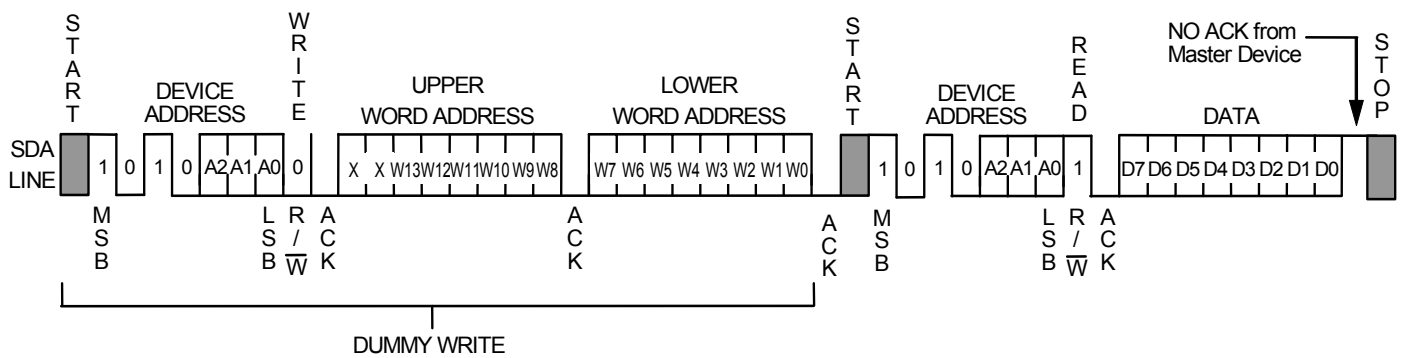 START
WRITE
START
READ
NO ACK from
Master Device
STOP
DEVICE
ADDRESS
UPPER
WORD ADDRESS
LOWER
WORD ADDRESS
DEVICE
ADDRESS
DATA
SDA
LINE
1 0 1 0 A2 A1 A0 0 X X W13 W12 W11 W10 W9 W8 W7 W6 W5 W4 W3 W2 W1 W0 1 0 1 0 A2 A1 A0 1 D7 D6 D5 D4 D3 D2 D1 D0
MSB
LSB
R/W̅
ACK
ACK
ACK
MSB
LSB
R/W̅
ACK
DUMMY WRITE